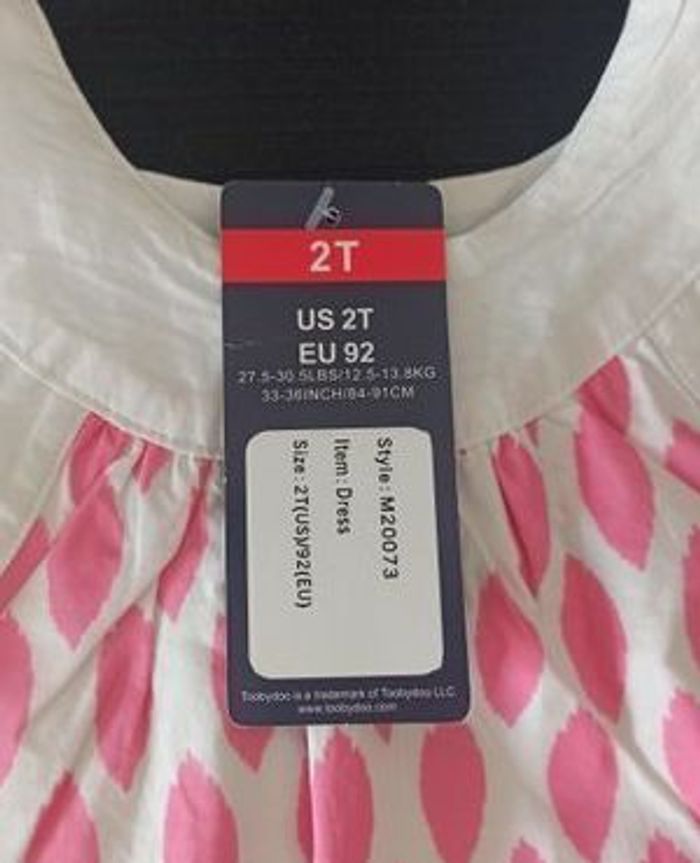 2T
US 2T
EU 92
27.5-30.5LBS/12.5-13.8KG
33-36INCH/84-91CM
Style: M20073
Item: Dress
Size: 2T(US)/92(EU)
Toobydoo is a trademark of Toobydoo LLC.
www.toobydoo.com